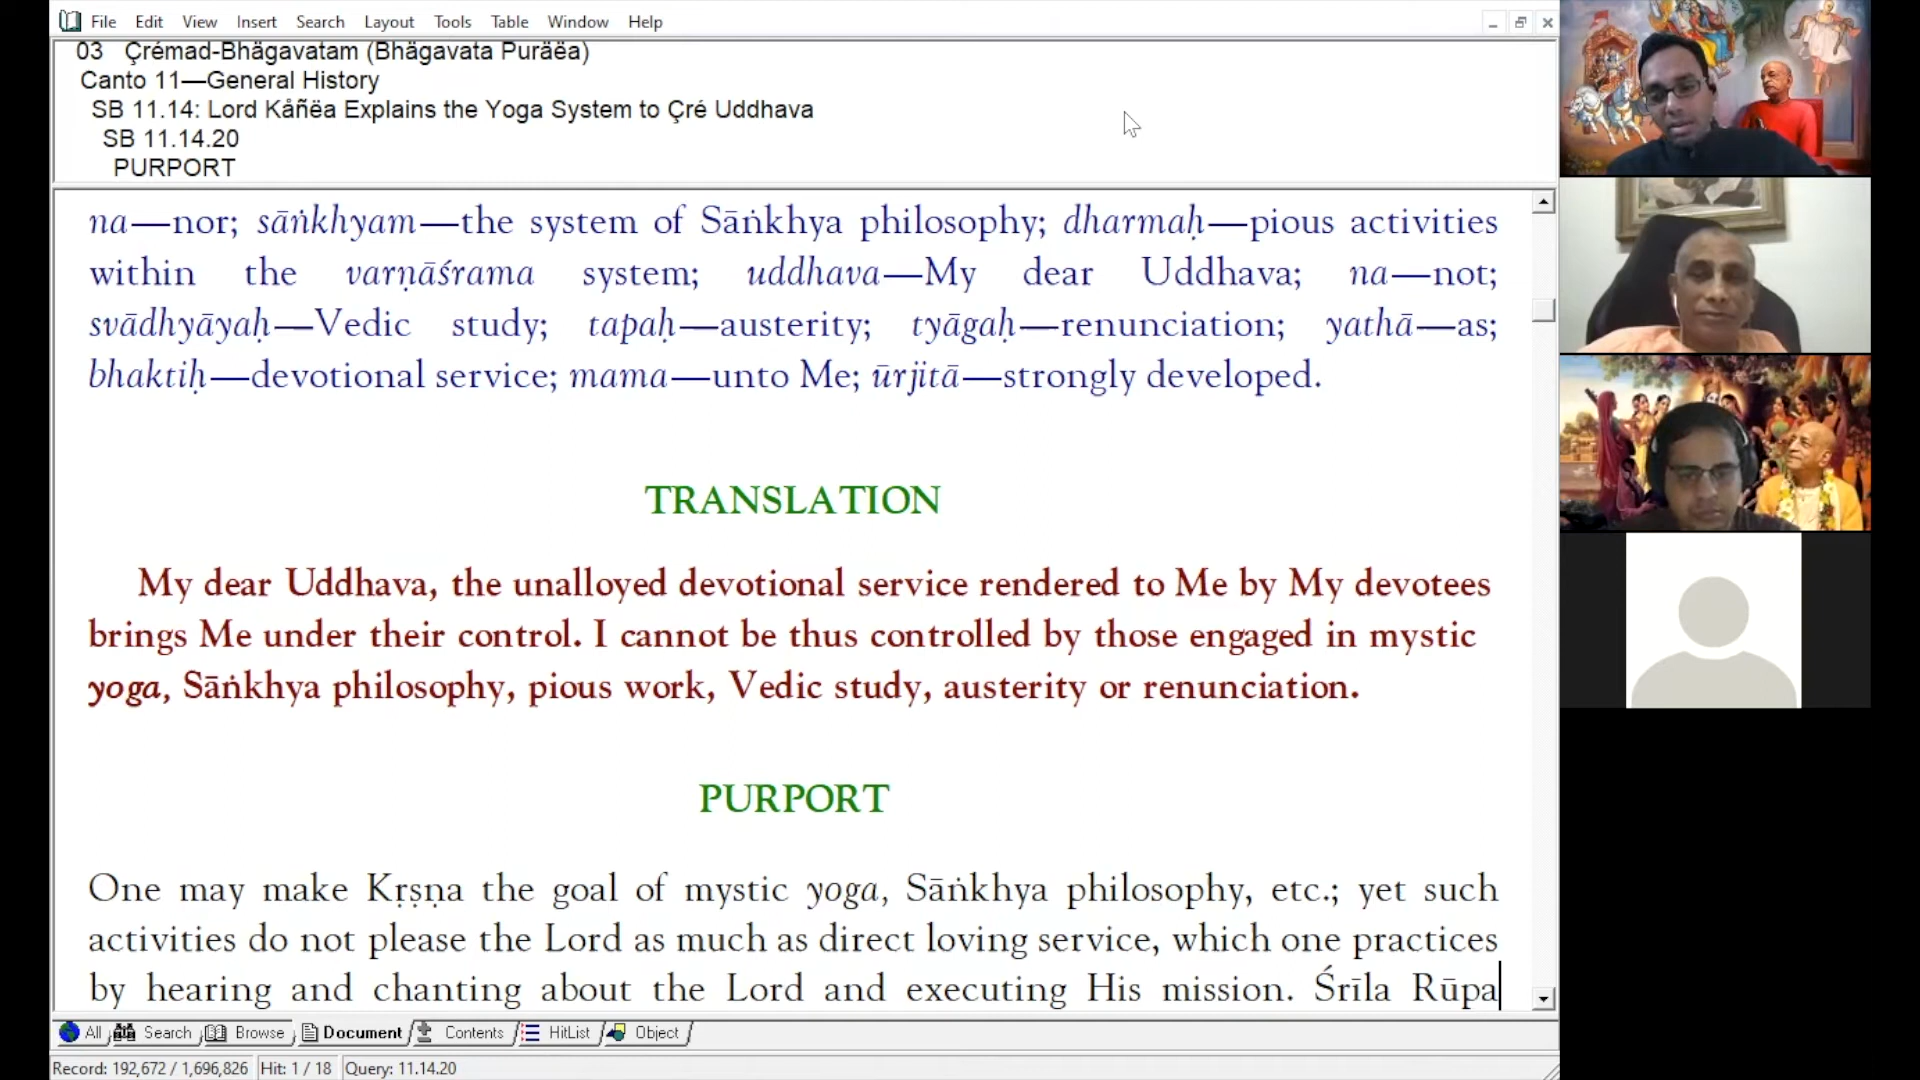 File Edit View Insert Search Layout Tools Table Window Help
03 Çrémad-Bhägavatam (Bhägavata Puräëa)
Canto 11—General History
SB 11.14: Lord Kåñëa Explains the Yoga System to Çré Uddhava
SB 11.14.20
PURPORT
na—nor; sāṅkhyam—the system of Sāṅkhya philosophy; dharmaḥ—pious activities
within the varṇāśrama system; uddhava—My dear Uddhava; na—not;
svādhyāyaḥ—Vedic study; tapaḥ—austerity; tyāgaḥ—renunciation; yathā—as;
bhaktiḥ—devotional service; mama—unto Me; ūrjitā—strongly developed.
TRANSLATION
My dear Uddhava, the unalloyed devotional service rendered to Me by My devotees
brings Me under their control. I cannot be thus controlled by those engaged in mystic
yoga, Sāṅkhya philosophy, pious work, Vedic study, austerity or renunciation.
PURPORT
One may make Kṛṣṇa the goal of mystic yoga, Sāṅkhya philosophy, etc.; yet such
activities do not please the Lord as much as direct loving service, which one practices
by hearing and chanting about the Lord and executing His mission. Śrīla Rūpa
All Search Browse Document Contents HitList Object
Record: 192,672 / 1,696,826 Hit: 1 / 18 Query: 11.14.20